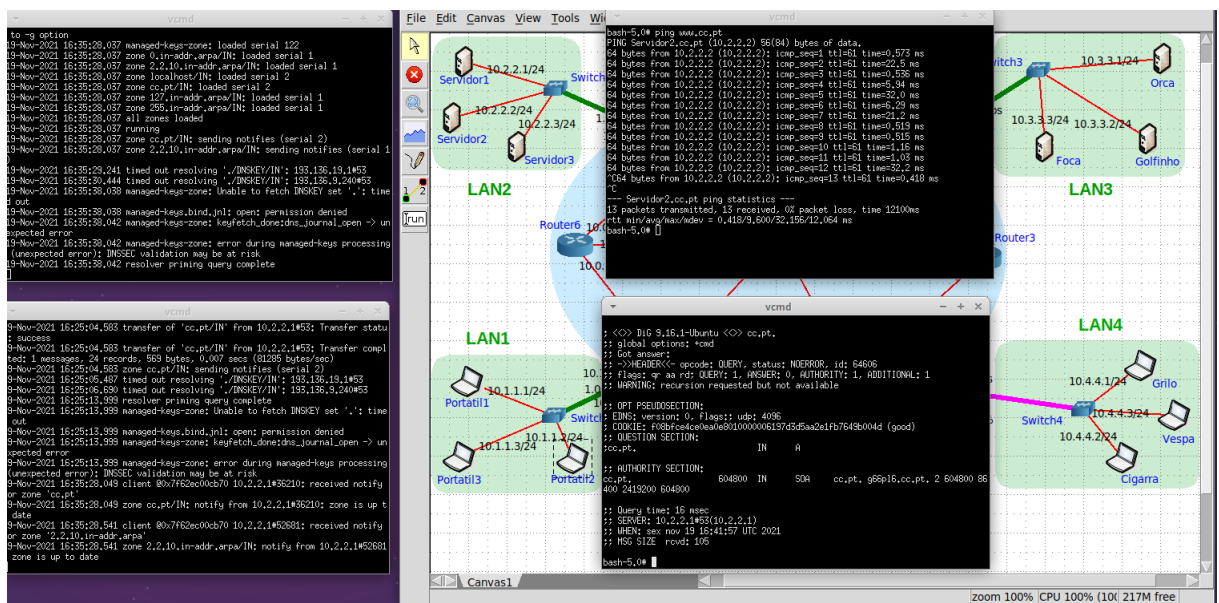 vcmd
to -g option
19-Nov-2021 16:35:28.037 managed-keys-zone: loaded serial 122
19-Nov-2021 16:35:28.037 zone 0.in-addr.arpa/IN: loaded serial 1
19-Nov-2021 16:35:28.037 zone 2.2.10.in-addr.arpa/IN: loaded serial 1
19-Nov-2021 16:35:28.037 zone localhost/IN: loaded serial 2
19-Nov-2021 16:35:28.037 zone cc.pt/IN: loaded serial 2
19-Nov-2021 16:35:28.037 zone 127.in-addr.arpa/IN: loaded serial 1
19-Nov-2021 16:35:28.037 zone 255.in-addr.arpa/IN: loaded serial 1
19-Nov-2021 16:35:28.037 all zones loaded
19-Nov-2021 16:35:28.037 running
19-Nov-2021 16:35:28.037 zone cc.pt/IN: sending notifies (serial 2)
19-Nov-2021 16:35:28.037 zone 2.2.10.in-addr.arpa/IN: sending notifies (serial 1
)
19-Nov-2021 16:35:29.241 timed out resolving './DNSKEY/IN': 193.136.19.1#53
19-Nov-2021 16:35:30.444 timed out resolving './DNSKEY/IN': 193.136.9.240#53
19-Nov-2021 16:35:38.038 managed-keys-zone: Unable to fetch DNSKEY set '.': time
d out
19-Nov-2021 16:35:38.038 managed-keys.bind.jnl: open: permission denied
19-Nov-2021 16:35:38.042 managed-keys-zone: keyfetch_done:dns_journal_open -> un
expected error
19-Nov-2021 16:35:38.042 managed-keys-zone: error during managed-keys processing
(unexpected error): DNSSEC validation may be at risk
19-Nov-2021 16:35:38.042 resolver priming query complete
vcmd
9-Nov-2021 16:25:04.583 transfer of 'cc.pt/IN' from 10.2.2.1#53: Transfer statu
: success
9-Nov-2021 16:25:04.583 transfer of 'cc.pt/IN' from 10.2.2.1#53: Transfer compl
ted: 1 messages, 24 records, 569 bytes, 0.007 secs (81285 bytes/sec)
9-Nov-2021 16:25:04.583 zone cc.pt/IN: sending notifies (serial 2)
9-Nov-2021 16:25:05.487 timed out resolving './DNSKEY/IN': 193.136.19.1#53
9-Nov-2021 16:25:06.690 timed out resolving './DNSKEY/IN': 193.136.9.240#53
9-Nov-2021 16:25:13.999 resolver priming query complete
9-Nov-2021 16:25:13.999 managed-keys-zone: Unable to fetch DNSKEY set '.': time
out
9-Nov-2021 16:25:13.999 managed-keys.bind.jnl: open: permission denied
9-Nov-2021 16:25:13.999 managed-keys-zone: keyfetch_done:dns_journal_open -> un
xpected error
9-Nov-2021 16:25:13.999 managed-keys-zone: error during managed-keys processing
(unexpected error): DNSSEC validation may be at risk
9-Nov-2021 16:35:28.049 client @0x7f62ec00cb70 10.2.2.1#36210: received notify
or zone 'cc.pt'
9-Nov-2021 16:35:28.049 zone cc.pt/IN: notify from 10.2.2.1#36210: zone is up t
date
9-Nov-2021 16:35:28.541 client @0x7f62ec00cb70 10.2.2.1#52681: received notify
or zone '2.2.10.in-addr.arpa'
9-Nov-2021 16:35:28.541 zone 2.2.10.in-addr.arpa/IN: notify from 10.2.2.1#52681
zone is up to date
File Edit Canvas View Tools Wi
run
Servidor1
10.2.2.1/24
Switch
10.2.2.2/24
10.2.2.3/24
1.
Servidor2
Servidor3
LAN2
Router6
10.0
10.0.
vcmd
bash-5.0# ping www.cc.pt
PING Servidor2.cc.pt (10.2.2.2) 56(84) bytes of data.
64 bytes from 10.2.2.2 (10.2.2.2): icmp_seq=1 ttl=61 time=0.573 ms
64 bytes from 10.2.2.2 (10.2.2.2): icmp_seq=2 ttl=61 time=22.5 ms
64 bytes from 10.2.2.2 (10.2.2.2): icmp_seq=3 ttl=61 time=0.536 ms
64 bytes from 10.2.2.2 (10.2.2.2): icmp_seq=4 ttl=61 time=5.94 ms
64 bytes from 10.2.2.2 (10.2.2.2): icmp_seq=5 ttl=61 time=32.0 ms
64 bytes from 10.2.2.2 (10.2.2.2): icmp_seq=6 ttl=61 time=6.29 ms
64 bytes from 10.2.2.2 (10.2.2.2): icmp_seq=7 ttl=61 time=21.2 ms
64 bytes from 10.2.2.2 (10.2.2.2): icmp_seq=8 ttl=61 time=0.519 ms
64 bytes from 10.2.2.2 (10.2.2.2): icmp_seq=9 ttl=61 time=0.515 ms
64 bytes from 10.2.2.2 (10.2.2.2): icmp_seq=10 ttl=61 time=1.16 ms
64 bytes from 10.2.2.2 (10.2.2.2): icmp_seq=11 ttl=61 time=1.03 ms
64 bytes from 10.2.2.2 (10.2.2.2): icmp_seq=12 ttl=61 time=32.2 ms
^C64 bytes from 10.2.2.2 (10.2.2.2): icmp_seq=13 ttl=61 time=0.418 ms
^C
--- Servidor2.cc.pt ping statistics ---
13 packets transmitted, 13 received, 0% packet loss, time 12100ms
rtt min/avg/max/mdev = 0.418/9.600/32.156/12.064 ms
bash-5.0#
itch3
10.3.3.1/24
Orca
os
10.3.3.3/24
10.3.3.2/24
Foca
Golfinho
LAN3
Router3
LAN1
Portatil1
10.1.1.1/24
10.
1.0
Switch
10.1.1.2/24
10.1.1.3/24
Portatil3
Portatil2
vcmd
; <<>> DiG 9.16.1-Ubuntu <<>> cc.pt.
;; global options: +cmd
;; Got answer:
;; ->>HEADER<<- opcode: QUERY, status: NOERROR, id: 64606
;; flags: qr aa rd; QUERY: 1, ANSWER: 0, AUTHORITY: 1, ADDITIONAL: 1
;; WARNING: recursion requested but not available
;; OPT PSEUDOSECTION:
; EDNS: version: 0, flags:; udp: 4096
; COOKIE: f08bfce4ce0ea0e8010000006197d3d5aa2e1fb7649b004d (good)
;; QUESTION SECTION:
;cc.pt. IN A
;; AUTHORITY SECTION:
cc.pt. 604800 IN SOA cc.pt. g66p16.cc.pt. 2 604800 86
400 2419200 604800
;; Query time: 16 msec
;; SERVER: 10.2.2.1#53(10.2.2.1)
;; WHEN: sex nov 19 16:41:57 UTC 2021
;; MSG SIZE rcvd: 105
bash-5.0#
LAN4
10.4.4.1/24
Grilo
Switch4
10.4.4.3/24
10.4.4.2/24
Vespa
Cigarra
Canvas1
zoom 100% CPU 100% (10( 217M free